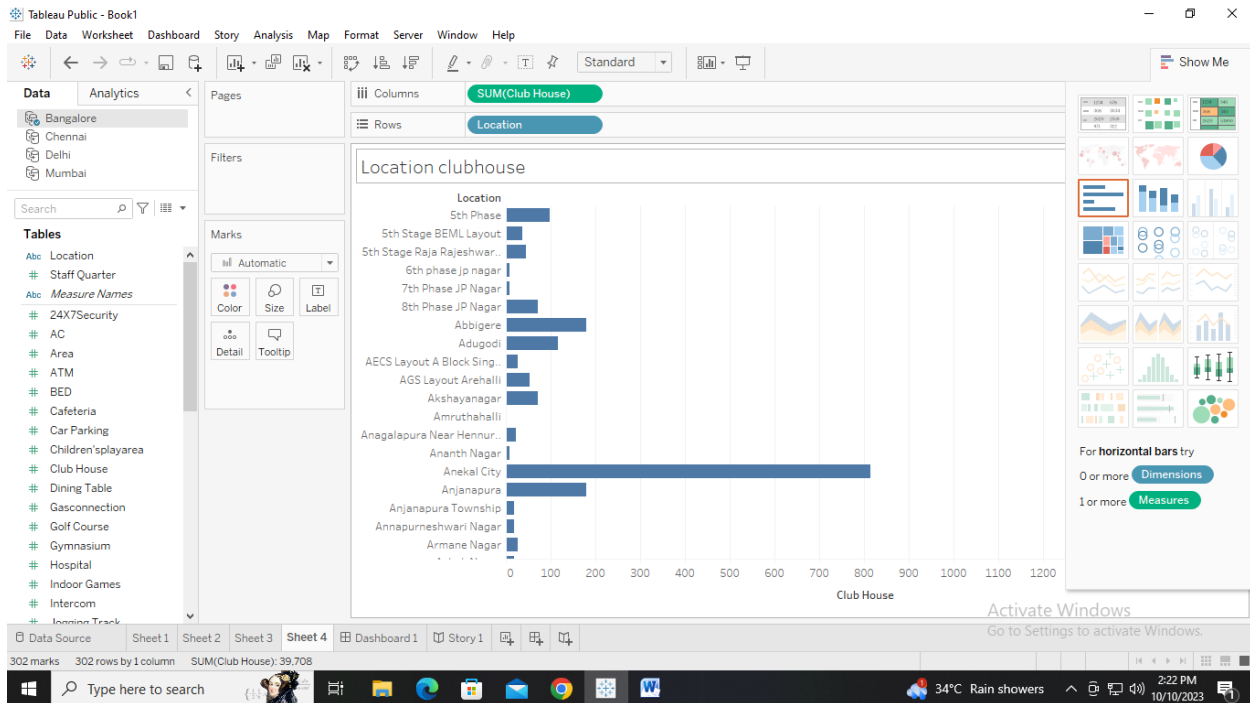 Tableau Public - Book1
File Data Worksheet Dashboard Story Analysis Map Format Server Window Help
Standard
Show Me
Data Analytics
Bangalore
Chennai
Delhi
Mumbai
Search
Tables
Abc Location
# Staff Quarter
Abc Measure Names
# 24X7Security
# AC
# Area
# ATM
# BED
# Cafeteria
# Car Parking
# Children'splayarea
# Club House
# Dining Table
# Gasconnection
# Golf Course
# Gymnasium
# Hospital
# Indoor Games
# Intercom
Jogging Track
Pages
Filters
Marks
Automatic
Color Size Label
Detail Tooltip
iii Columns SUM(Club House)
Rows Location
Location clubhouse
Location
5th Phase
5th Stage BEML Layout
5th Stage Raja Rajeshwar..
6th phase jp nagar
7th Phase JP Nagar
8th Phase JP Nagar
Abbigere
Adugodi
AECS Layout A Block Sing..
AGS Layout Arehalli
Akshayanagar
Amruthahalli
Anagalapura Near Hennur..
Ananth Nagar
Anekal City
Anjanapura
Anjanapura Township
Annapurneshwari Nagar
Armane Nagar
0 100 200 300 400 500 600 700 800 900 1000 1100 1200
Club House
For horizontal bars try
0 or more Dimensions
1 or more Measures
Activate Windows
Go to Settings to activate Windows.
Data Source Sheet 1 Sheet 2 Sheet 3 Sheet 4 Dashboard 1 Story 1
302 marks 302 rows by 1 column SUM(Club House): 39,708
Type here to search
34°C Rain showers
2:22 PM
10/10/2023